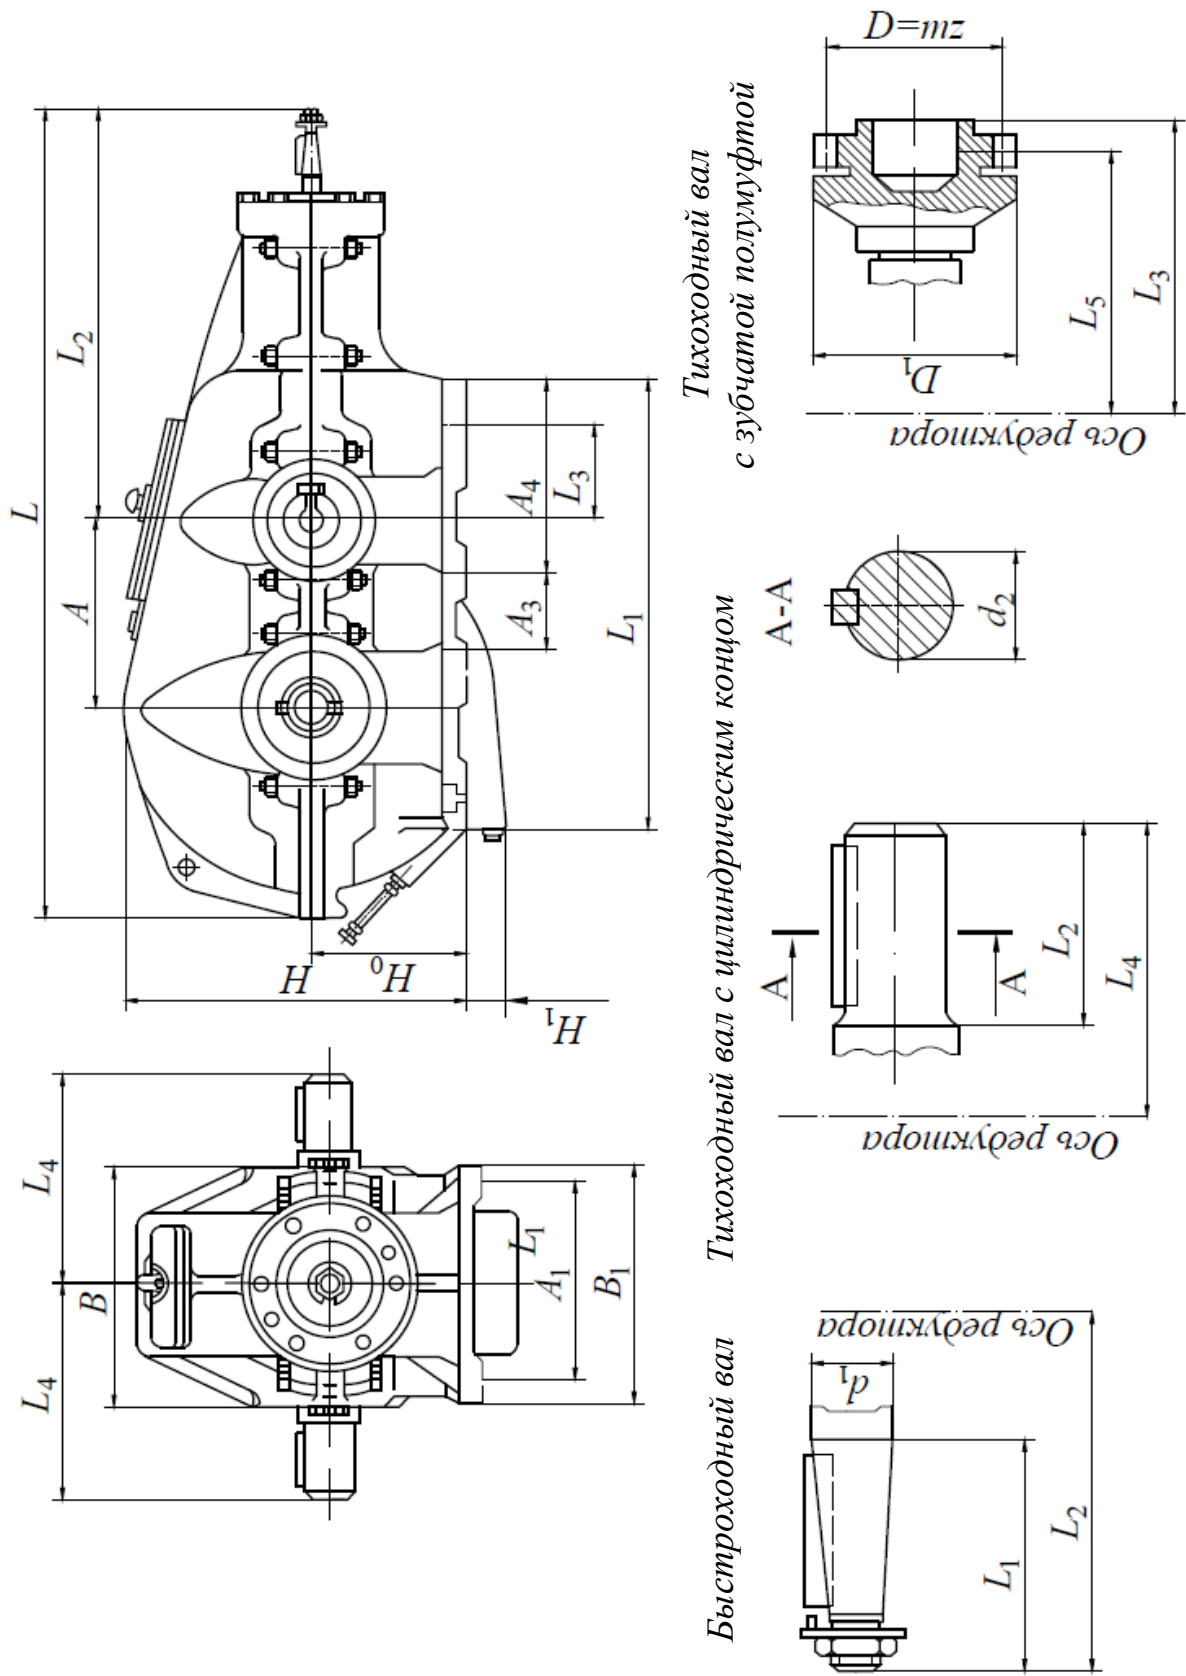 L
L₂
A
A₄
L₃
A₃
L₁
H
H₀
H₁
L₄
L₄
B
L₁
A₁
B₁
Быстроходный вал
d₁
Ось редуктора
L₁
L₂
Тихоходный вал с цилиндрическим концом
А
А
L₂
L₄
Ось редуктора
А-А
d₂
Тихоходный вал
с зубчатой полумуфтой
D=mz
D₁
L₅
L₃
Ось редуктора